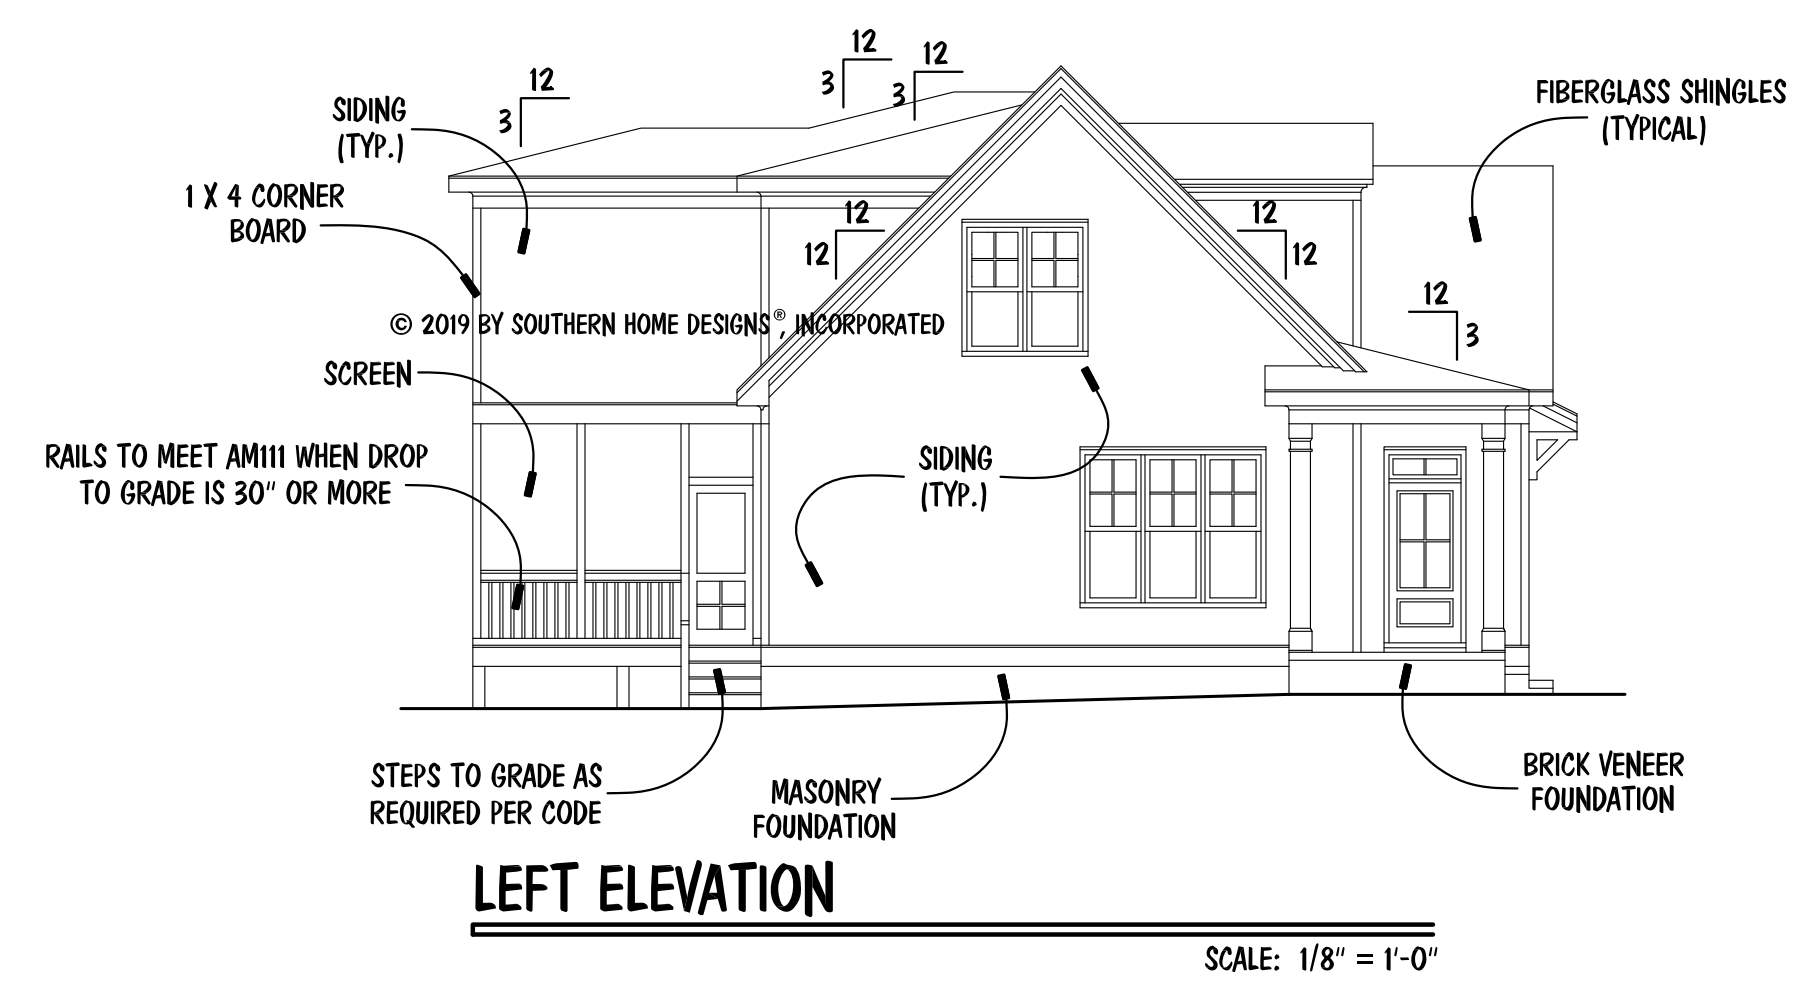 12
12
12
3
3
3
SIDING
(TYP.)
FIBERGLASS SHINGLES
(TYPICAL)
1 X 4 CORNER
BOARD
12
12
12
12
12
3
© 2019 BY SOUTHERN HOME DESIGNS®, INCORPORATED
SCREEN
RAILS TO MEET AM111 WHEN DROP
TO GRADE IS 30" OR MORE
SIDING
(TYP.)
STEPS TO GRADE AS
REQUIRED PER CODE
MASONRY
FOUNDATION
BRICK VENEER
FOUNDATION
LEFT ELEVATION
SCALE: 1/8" = 1'-0"